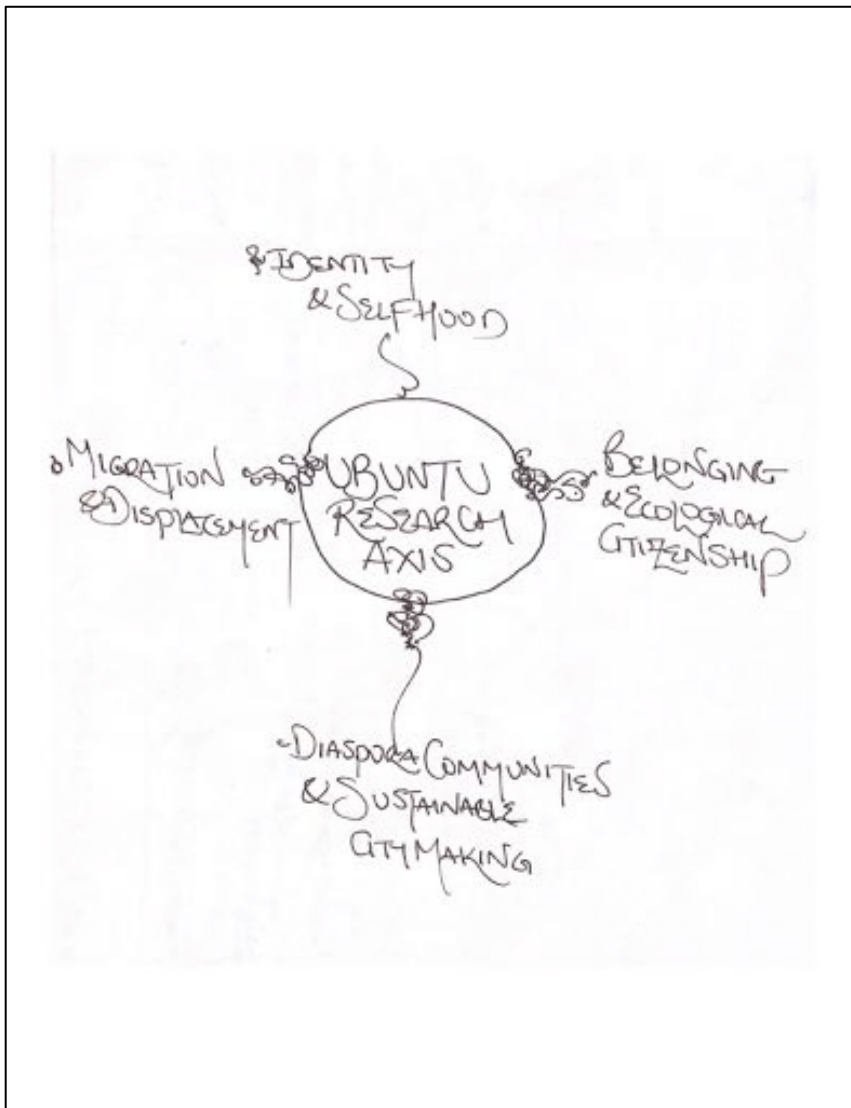 IDENTITY
& SELFHOOD
MIGRATION
& DISPLACEMENT
UBUNTU
RESEARCH
AXIS
BELONGING
& ECOLOGICAL
CITIZENSHIP
DIASPORA COMMUNITIES
& SUSTAINABLE
CITY MAKING